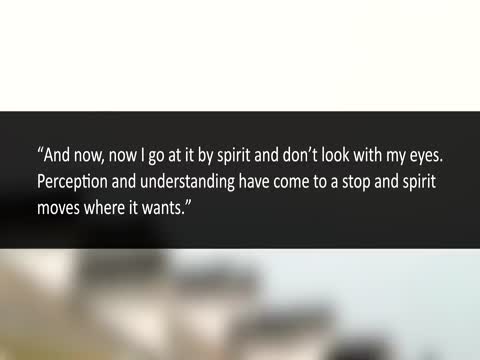 “And now, now I go at it by spirit and don’t look with my eyes.
Perception and understanding have come to a stop and spirit
moves where it wants.”